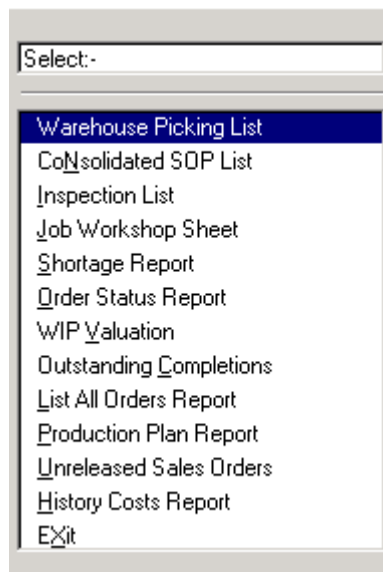 Select:-
Warehouse Picking List
CoNsolidated SOP List
Inspection List
Job Workshop Sheet
Shortage Report
Order Status Report
WIP Valuation
Outstanding Completions
List All Orders Report
Production Plan Report
Unreleased Sales Orders
History Costs Report
EXit